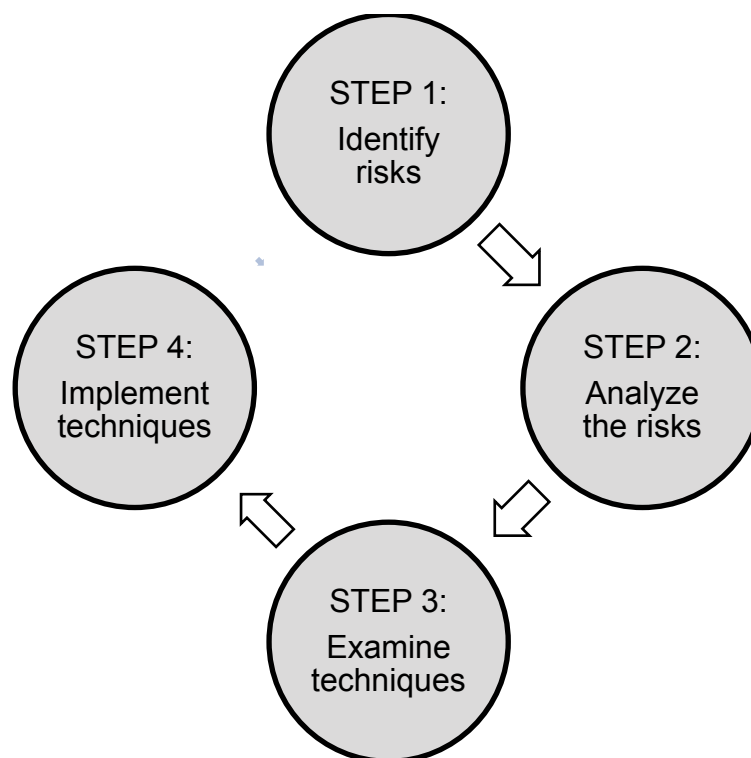 STEP 1:
Identify
risks
STEP 2:
Analyze
the risks
STEP 3:
Examine
techniques
STEP 4:
Implement
techniques